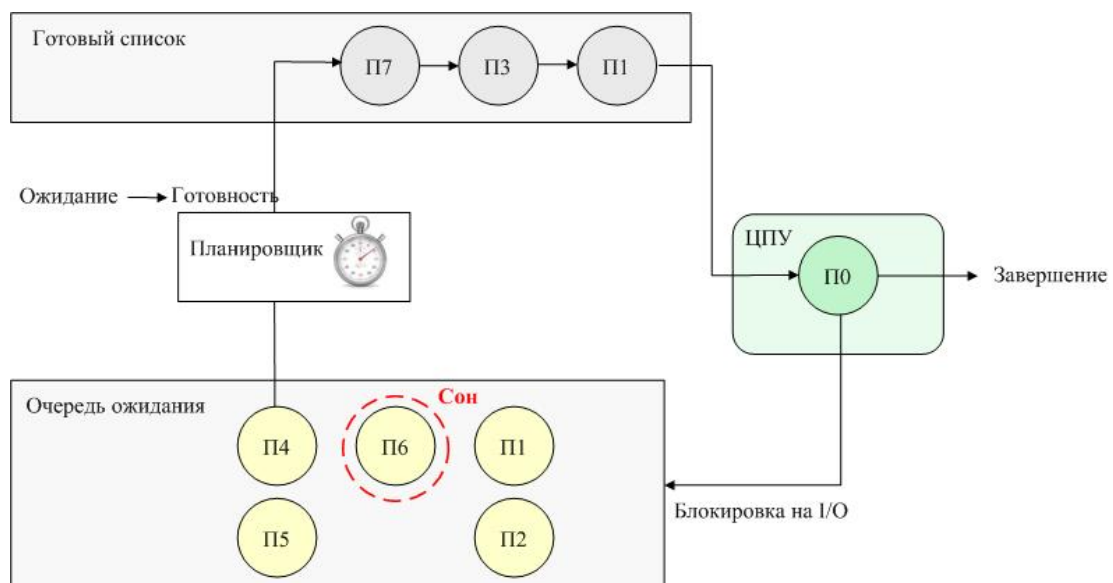 Готовый список
П7
П3
П1
Ожидание
Готовность
Планировщик
ЦПУ
П0
Завершение
Очередь ожидания
Сон
П4
П6
П1
П5
П2
Блокировка на I/O